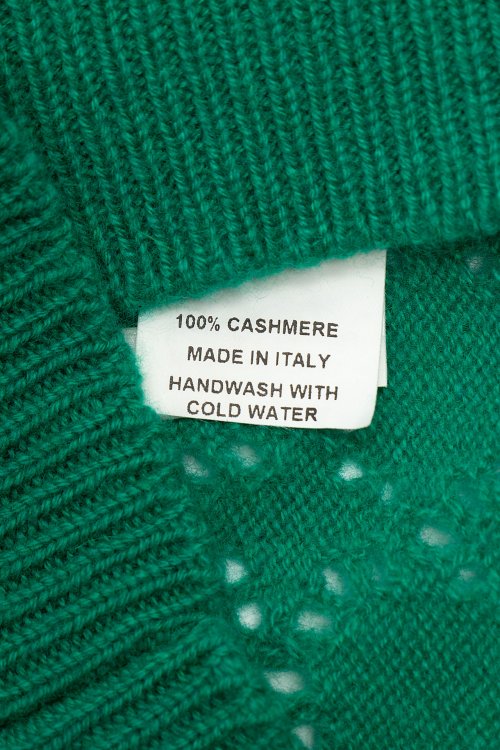 100% CASHMERE
MADE IN ITALY
HANDWASH WITH
COLD WATER